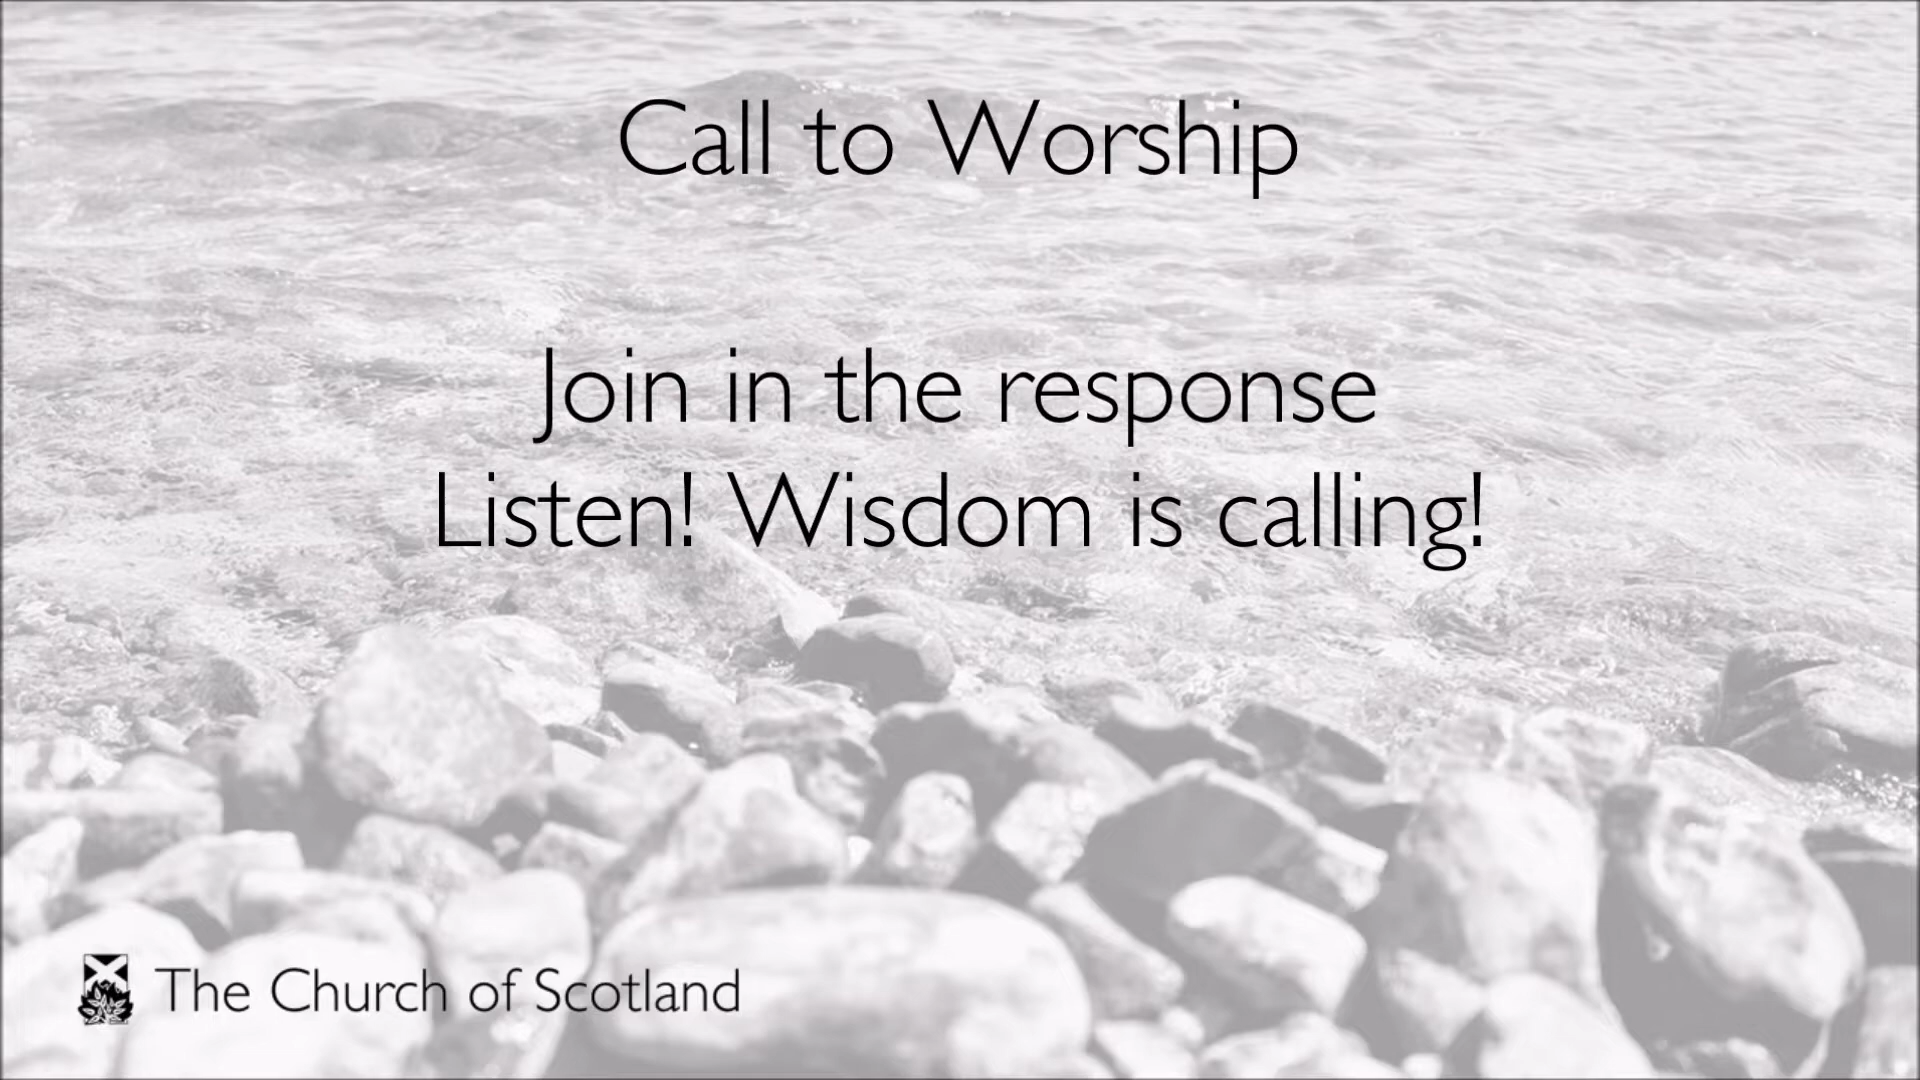 Call to Worship
Join in the response
Listen! Wisdom is calling!
The Church of Scotland